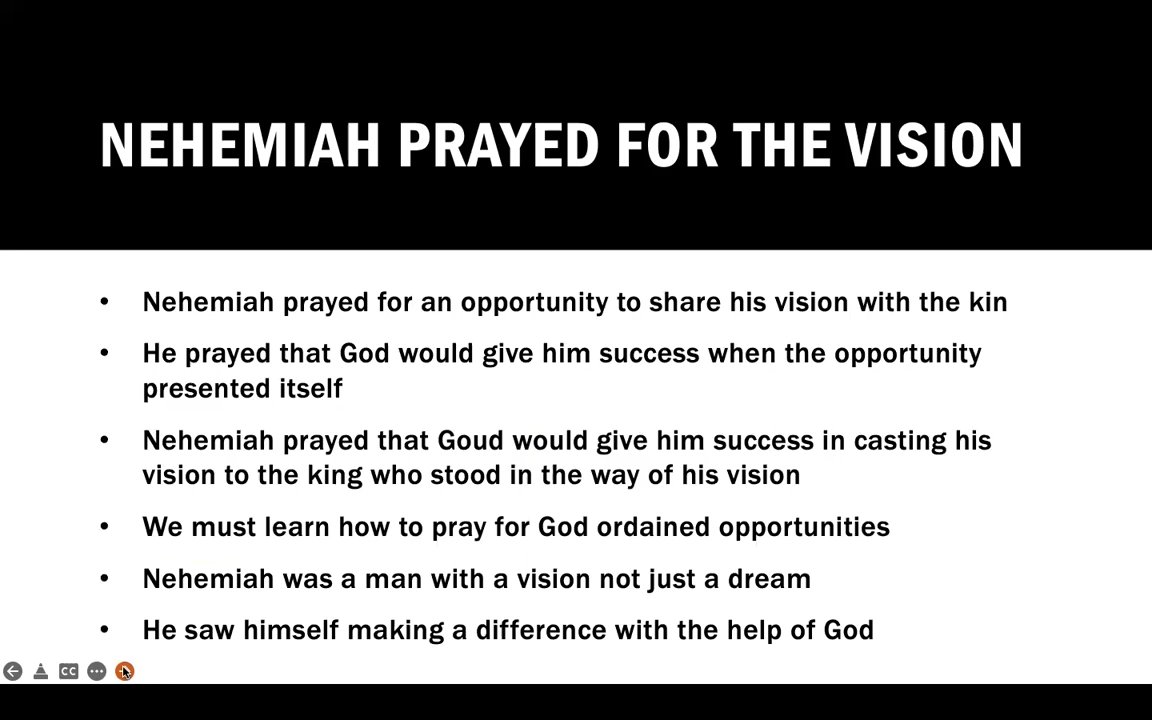 NEHEMIAH PRAYED FOR THE VISION
• Nehemiah prayed for an opportunity to share his vision with the kin
• He prayed that God would give him success when the opportunity
presented itself
• Nehemiah prayed that Goud would give him success in casting his
vision to the king who stood in the way of his vision
• We must learn how to pray for God ordained opportunities
• Nehemiah was a man with a vision not just a dream
• He saw himself making a difference with the help of God
CC